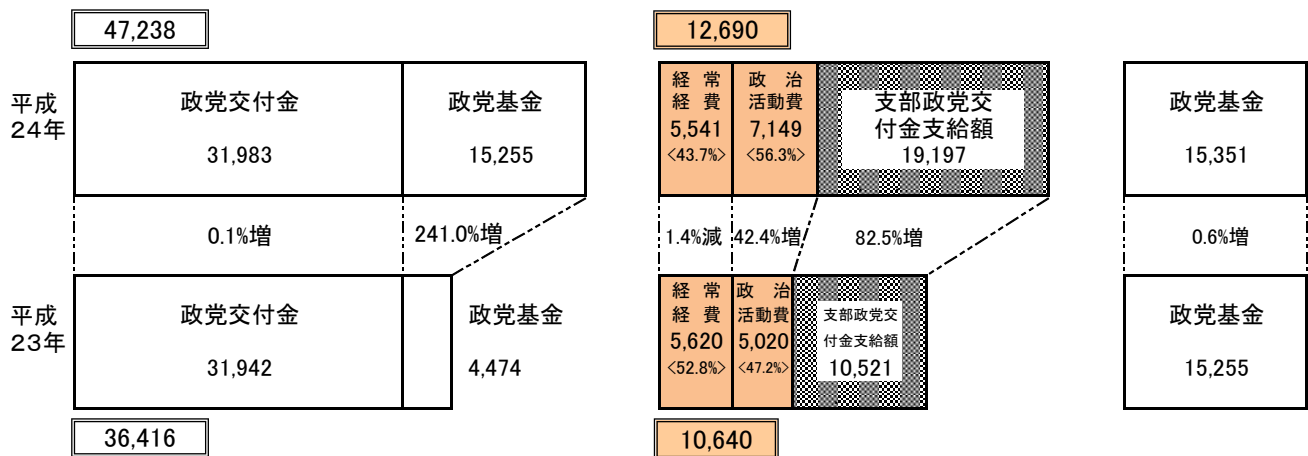 47,238
12,690
平成
24年
政党交付金
31,983
政党基金
15,255
経 常
経 費
5,541
<43.7%>
政 治
活動費
7,149
<56.3%>
支部政党交
付金支給額
19,197
政党基金
15,351
0.1%増
241.0%増
1.4%減
42.4%増
82.5%増
0.6%増
平成
23年
政党交付金
31,942
政党基金
4,474
経 常
経 費
5,620
<52.8%>
政 治
活動費
5,020
<47.2%>
支部政党交
付金支給額
10,521
政党基金
15,255
36,416
10,640